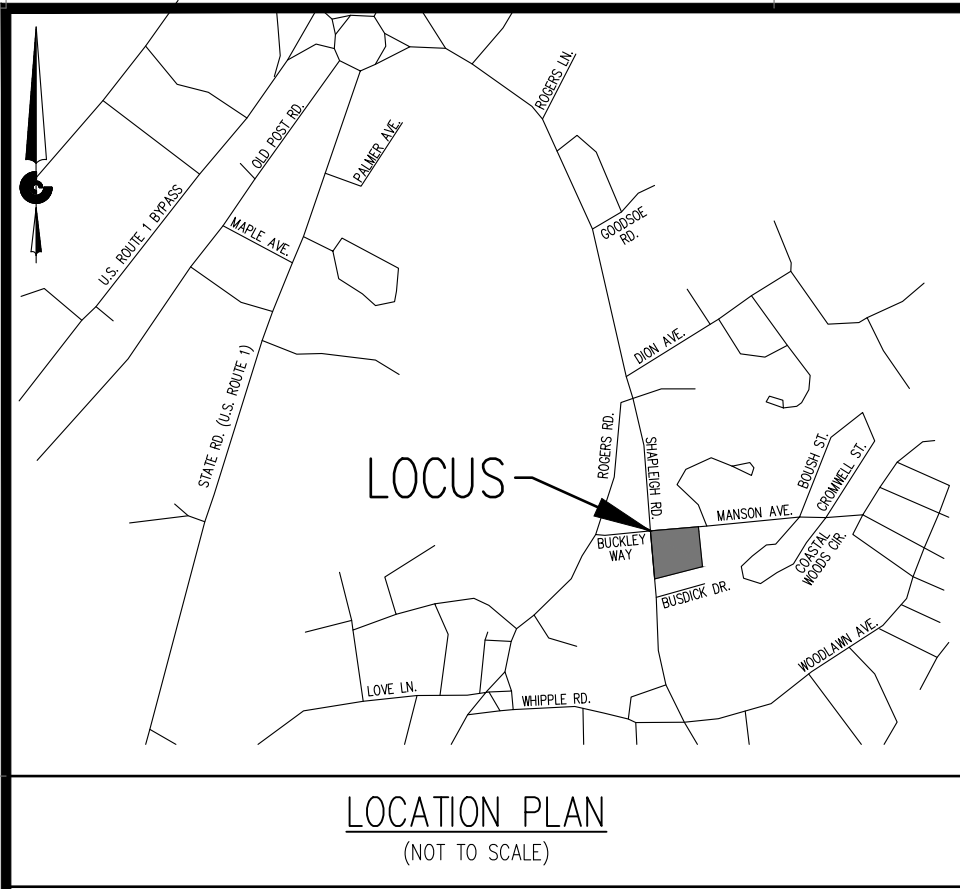 ROGERS LN.
OLD POST RD.
PALMER AVE.
U.S. ROUTE 1 BYPASS
MAPLE AVE.
GOODSOE
RD.
DION AVE.
STATE RD. (U.S. ROUTE 1)
ROGERS RD.
SHAPLEIGH RD.
BOUSH ST.
CROMWELL ST.
LOCUS
MANSON AVE.
BUCKLEY
WAY
COASTAL
WOODS CIR.
BUSDICK DR.
WOODLAWN AVE.
LOVE LN.
WHIPPLE RD.
LOCATION PLAN
(NOT TO SCALE)